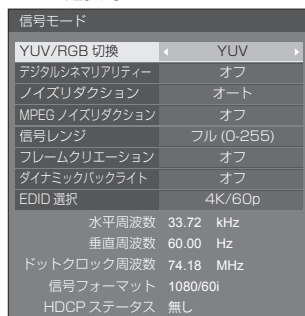 信号モード
YUV/RGB 切換 YUV
デジタルシネマリアリティー オフ
ノイズリダクション オート
MPEG ノイズリダクション オフ
信号レンジ フル (0-255)
フレームクリエーション オフ
ダイナミックバックライト オフ
EDID 選択 4K/60p
水平周波数 33.72 kHz
垂直周波数 60.00 Hz
ドットクロック周波数 74.18 MHz
信号フォーマット 1080/60i
HDCP ステータス 無し